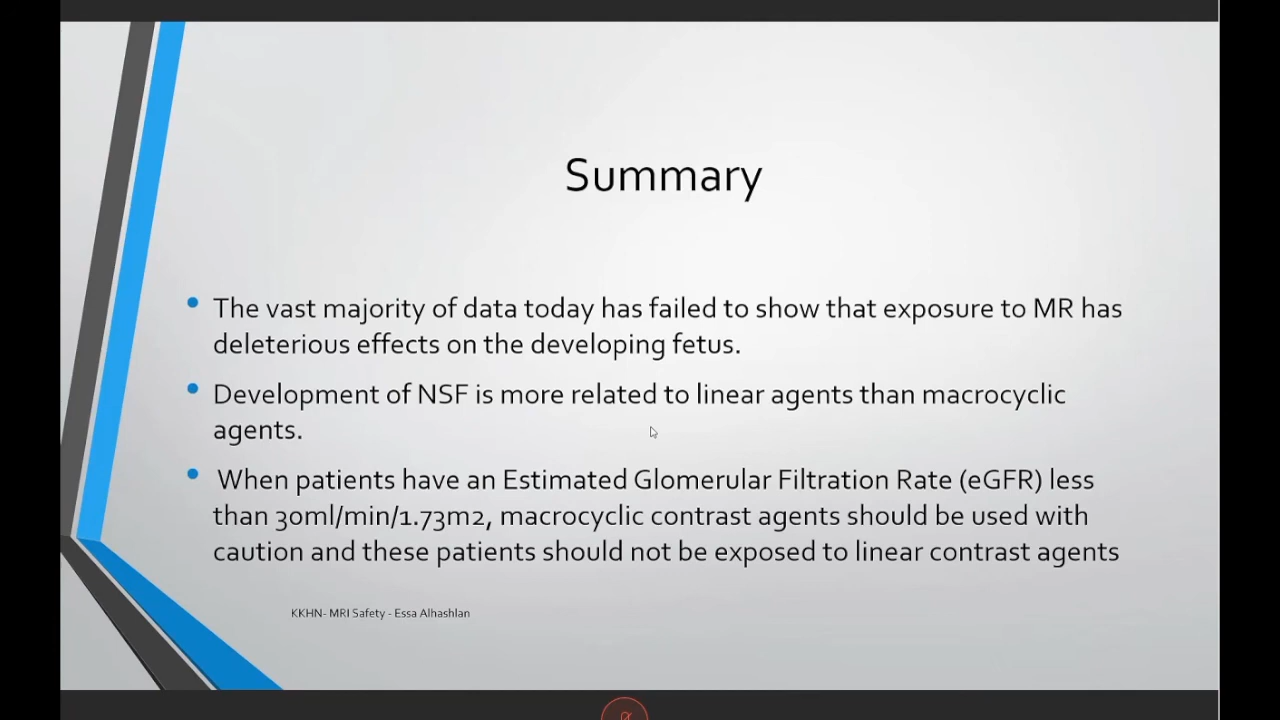 Summary
• The vast majority of data today has failed to show that exposure to MR has
deleterious effects on the developing fetus.
• Development of NSF is more related to linear agents than macrocyclic
agents.
• When patients have an Estimated Glomerular Filtration Rate (eGFR) less
than 30ml/min/1.73m2, macrocyclic contrast agents should be used with
caution and these patients should not be exposed to linear contrast agents
KKHN- MRI Safety - Essa Alhashlan